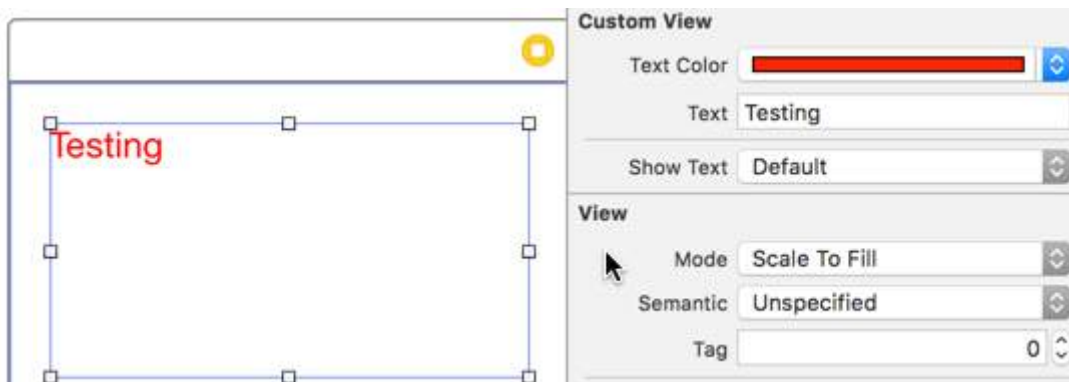 Testing
Custom View
Text Color
Text Testing
Show Text Default
View
Mode Scale To Fill
Semantic Unspecified
Tag 0